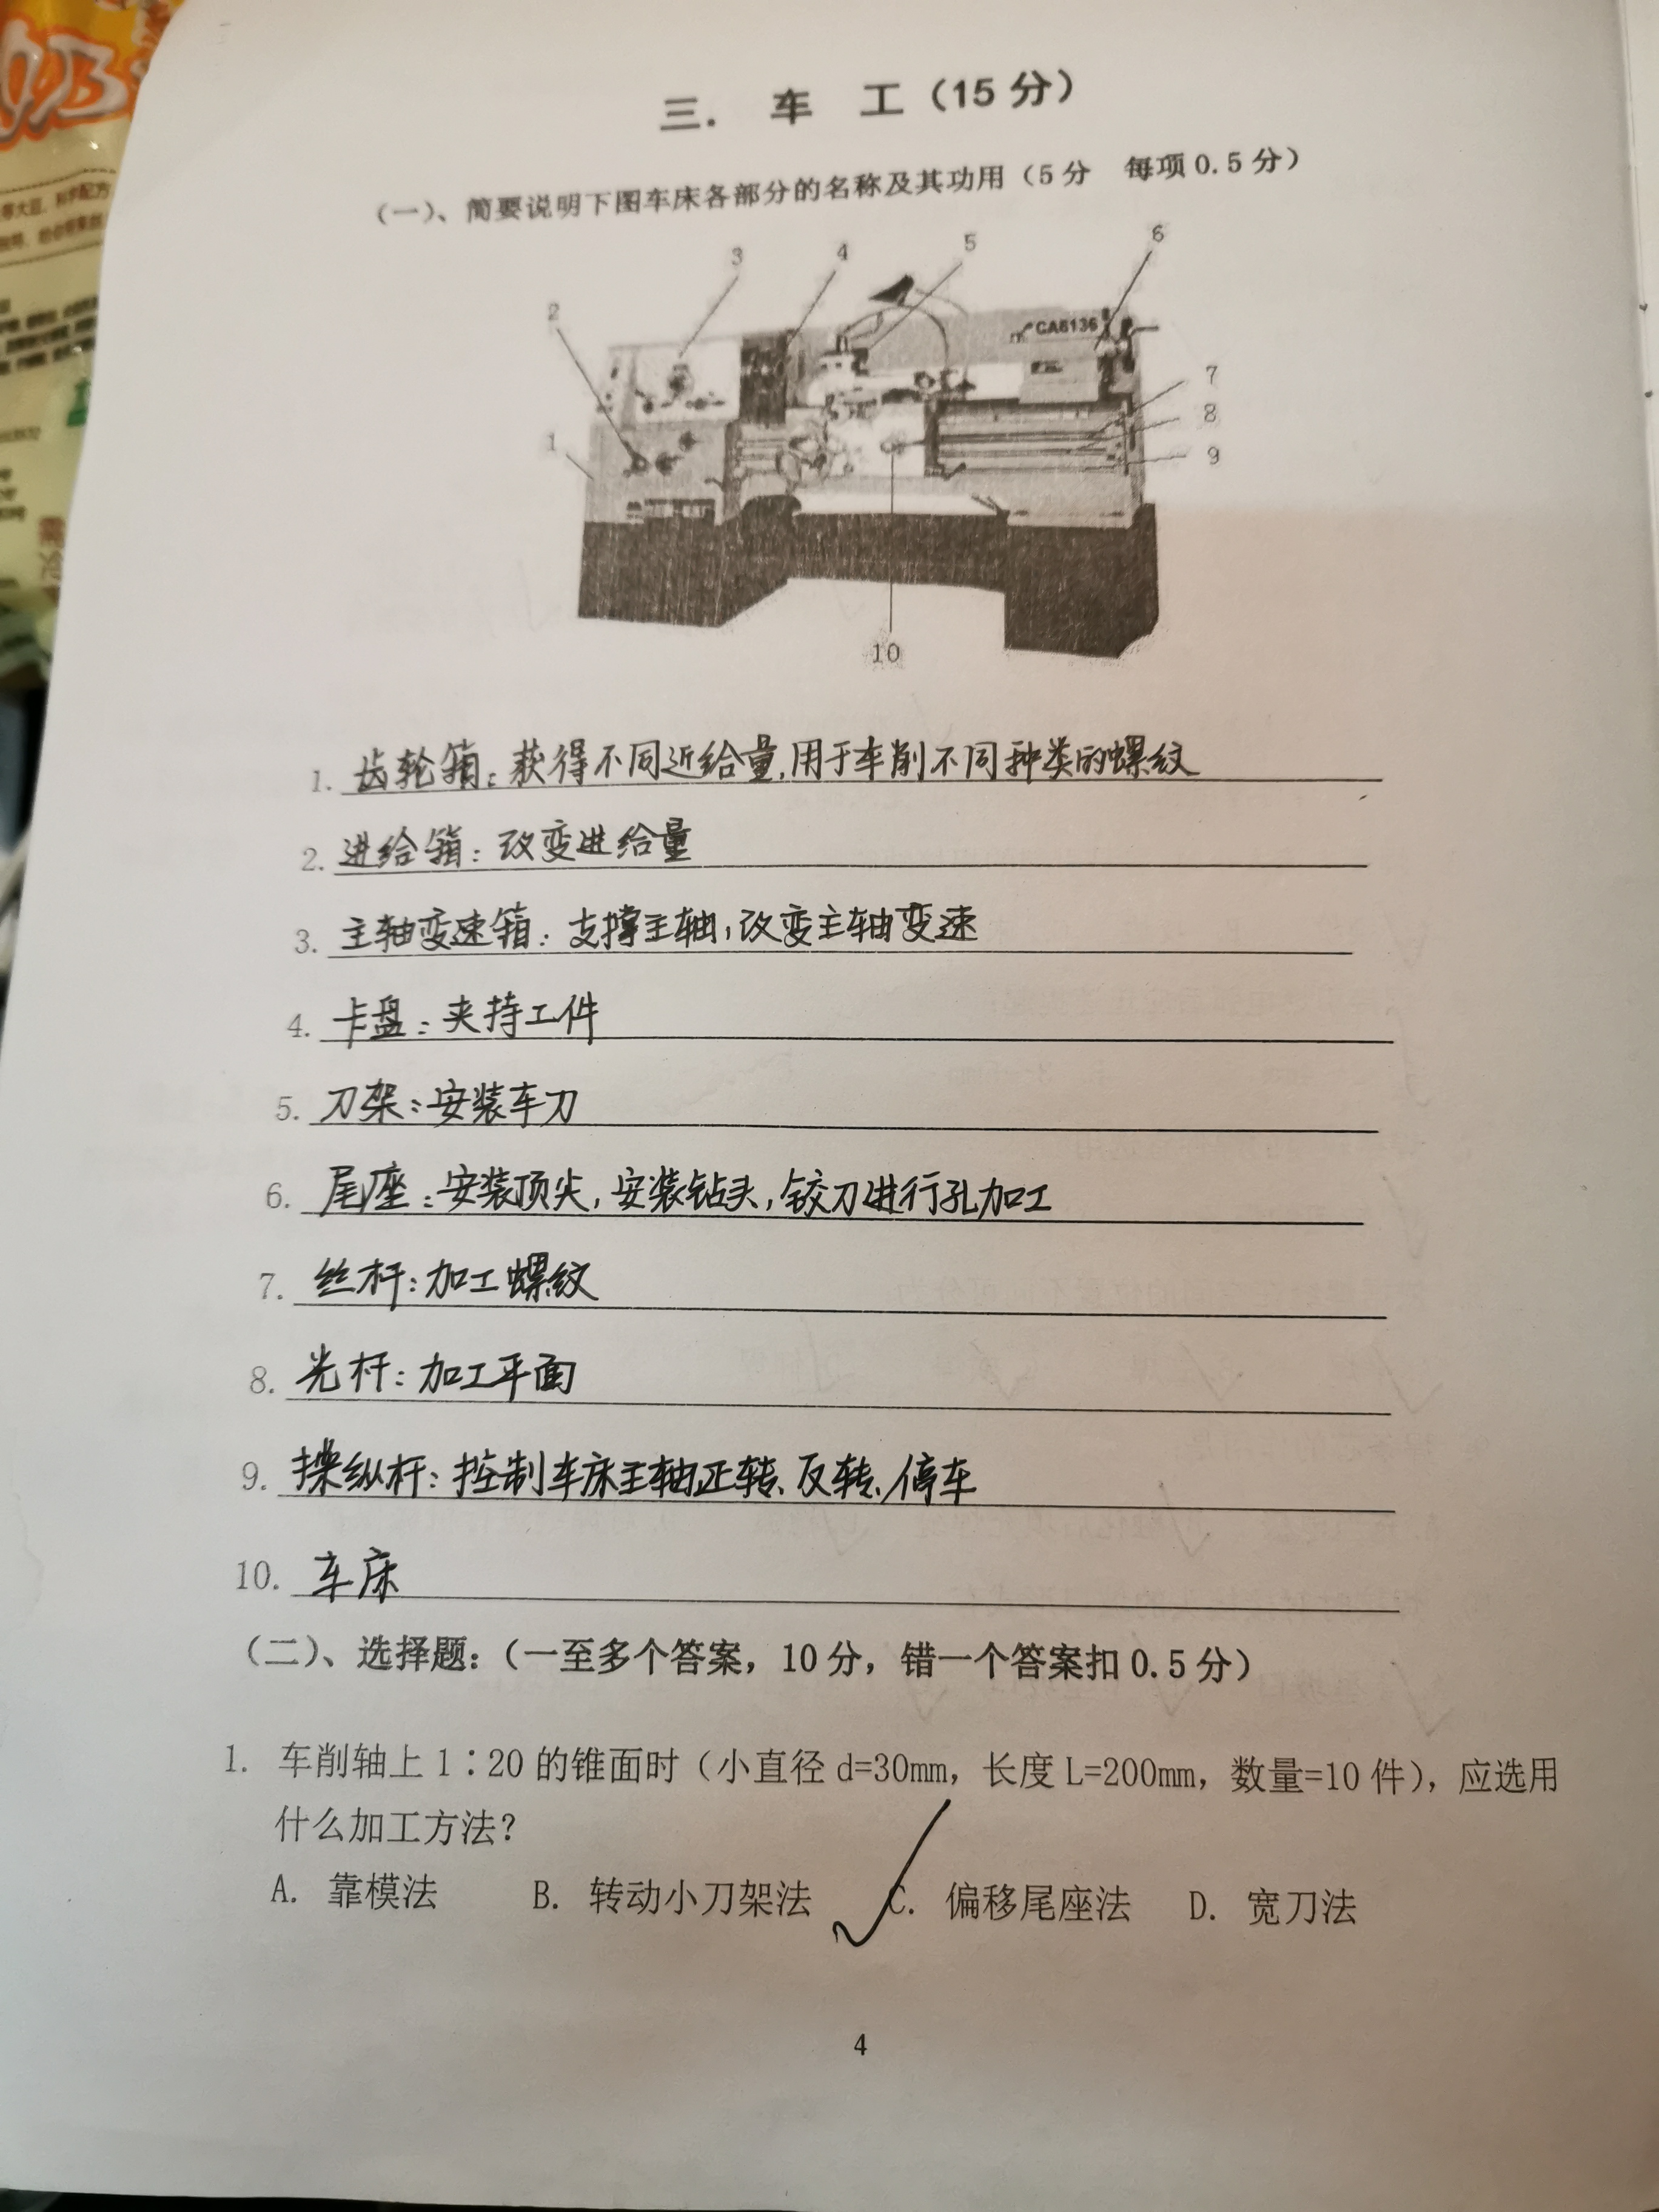 三. 车 工（15 分）
（一）、简要说明下图车床各部分的名称及其功用（5 分 每项 0.5 分）
1
2
3
4
5
6
CA6136
7
8
9
10
1. 齿轮箱：获得不同近给量，用于车削不同种类的螺纹
2. 进给箱：改变进给量
3. 主轴变速箱：支撑主轴，改变主轴变速
4. 卡盘：夹持工件
5. 刀架：安装车刀
6. 尾座：安装顶尖，安装钻头，铰刀进行孔加工
7. 丝杆：加工螺纹
8. 光杆：加工平面
9. 操纵杆：控制车床主轴正转、反转、停车
10. 车床
（二）、选择题：（一至多个答案，10 分，错一个答案扣 0.5 分）
1. 车削轴上 1∶20 的锥面时（小直径 d=30mm，长度 L=200mm，数量=10 件），应选用
什么加工方法？
A. 靠模法 B. 转动小刀架法 C. 偏移尾座法 D. 宽刀法
4